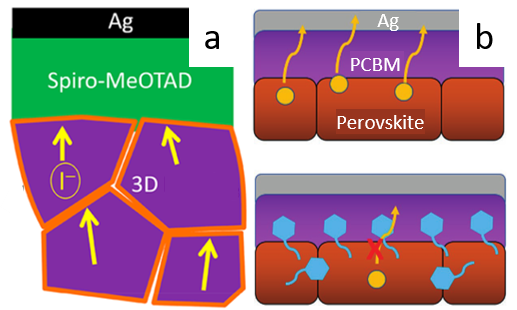 Ag
a
Spiro-MeOTAD
I⁻
3D
Ag
b
PCBM
Perovskite